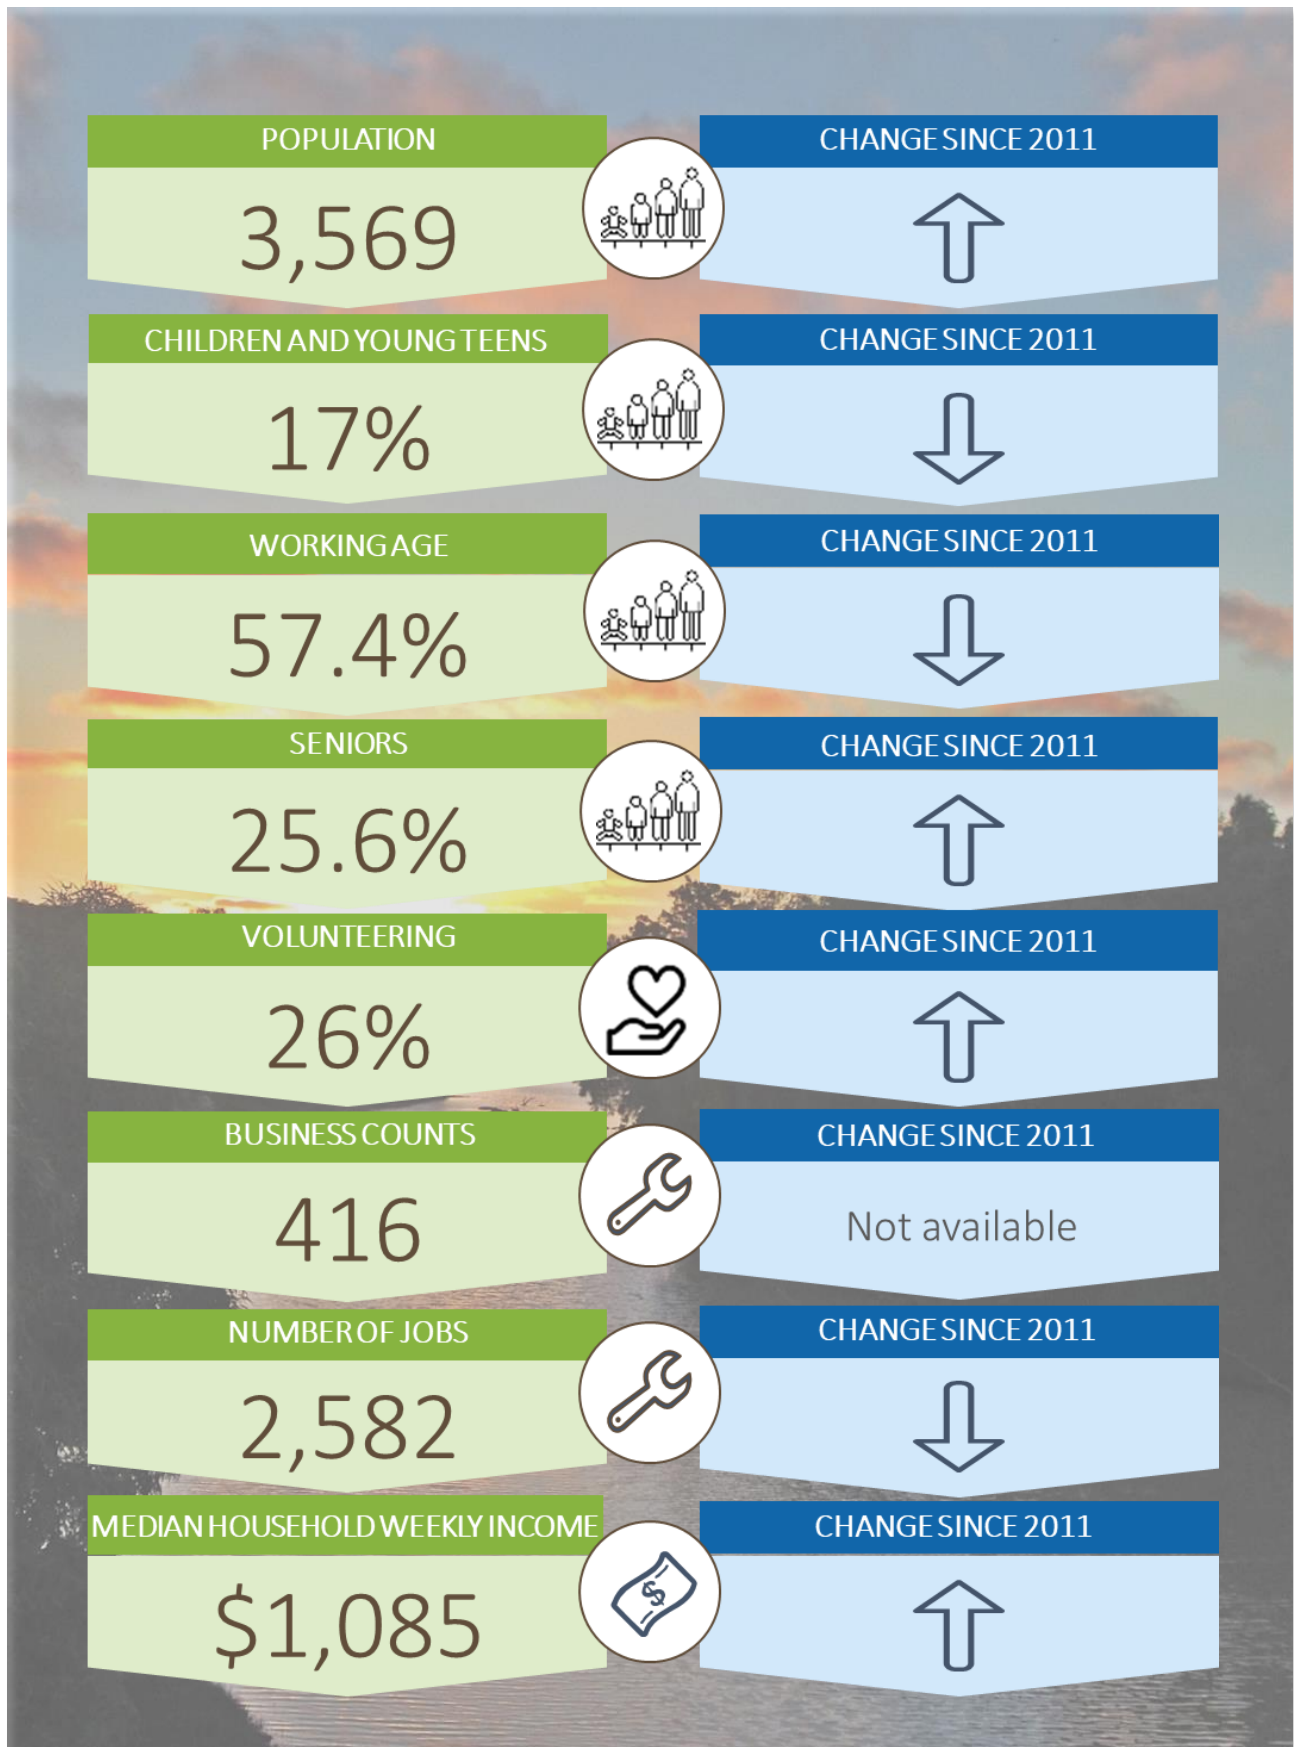 POPULATION
CHANGE SINCE 2011
3,569
CHILDREN AND YOUNG TEENS
CHANGE SINCE 2011
17%
WORKING AGE
CHANGE SINCE 2011
57.4%
SENIORS
CHANGE SINCE 2011
25.6%
VOLUNTEERING
CHANGE SINCE 2011
26%
BUSINESS COUNTS
CHANGE SINCE 2011
416
Not available
NUMBER OF JOBS
CHANGE SINCE 2011
2,582
MEDIAN HOUSEHOLD WEEKLY INCOME
CHANGE SINCE 2011
$
$1,085